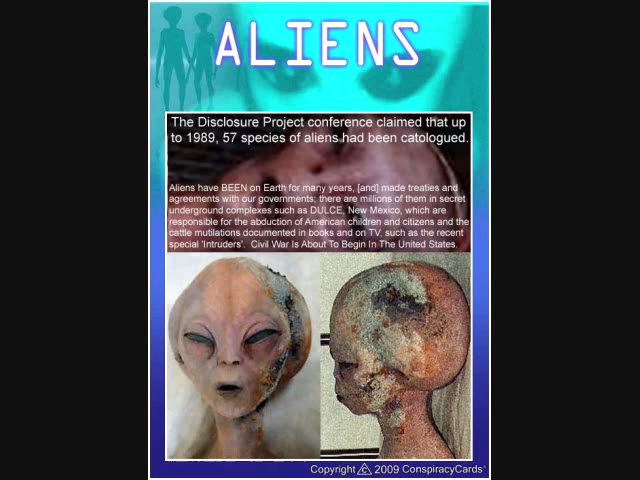 ALIENS
The Disclosure Project conference claimed that up
to 1989, 57 species of aliens had been catologued.
Aliens have BEEN on Earth for many years, [and] made treaties and
agreements with our governments; there are millions of them in secret
underground complexes such as DULCE, New Mexico, which are
responsible for the abduction of American children and citizens and the
cattle mutilations documented in books and on TV, such as the recent
special 'Intruders'. Civil War Is About To Begin In The United States.
Copyright 2009 ConspiracyCards